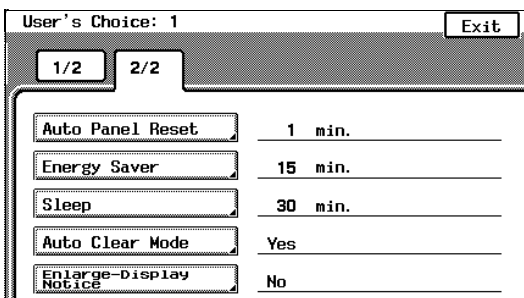 User's Choice: 1
Exit
1/2
2/2
Auto Panel Reset 1 min.
Energy Saver 15 min.
Sleep 30 min.
Auto Clear Mode Yes
Enlarge-Display
Notice No